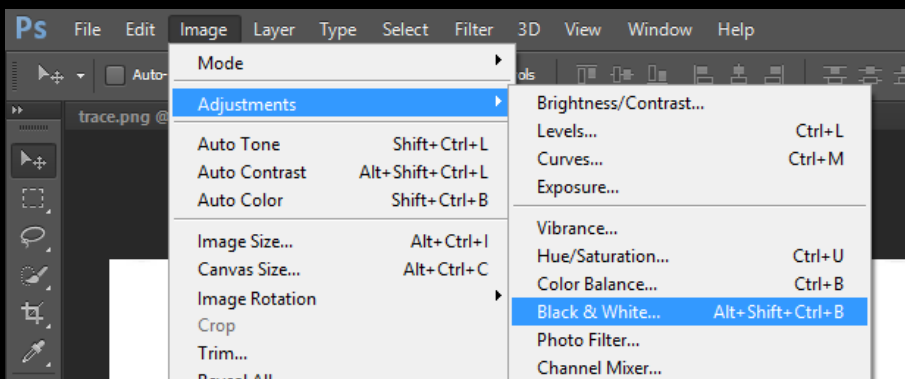 Ps File Edit Image Layer Type Select Filter 3D View Window Help
Auto-
ols
trace.png @
Mode
Adjustments
Auto Tone Shift+Ctrl+L
Auto Contrast Alt+Shift+Ctrl+L
Auto Color Shift+Ctrl+B
Image Size... Alt+Ctrl+I
Canvas Size... Alt+Ctrl+C
Image Rotation
Crop
Trim...
Reveal All
Brightness/Contrast...
Levels... Ctrl+L
Curves... Ctrl+M
Exposure...
Vibrance...
Hue/Saturation... Ctrl+U
Color Balance... Ctrl+B
Black & White... Alt+Shift+Ctrl+B
Photo Filter...
Channel Mixer...